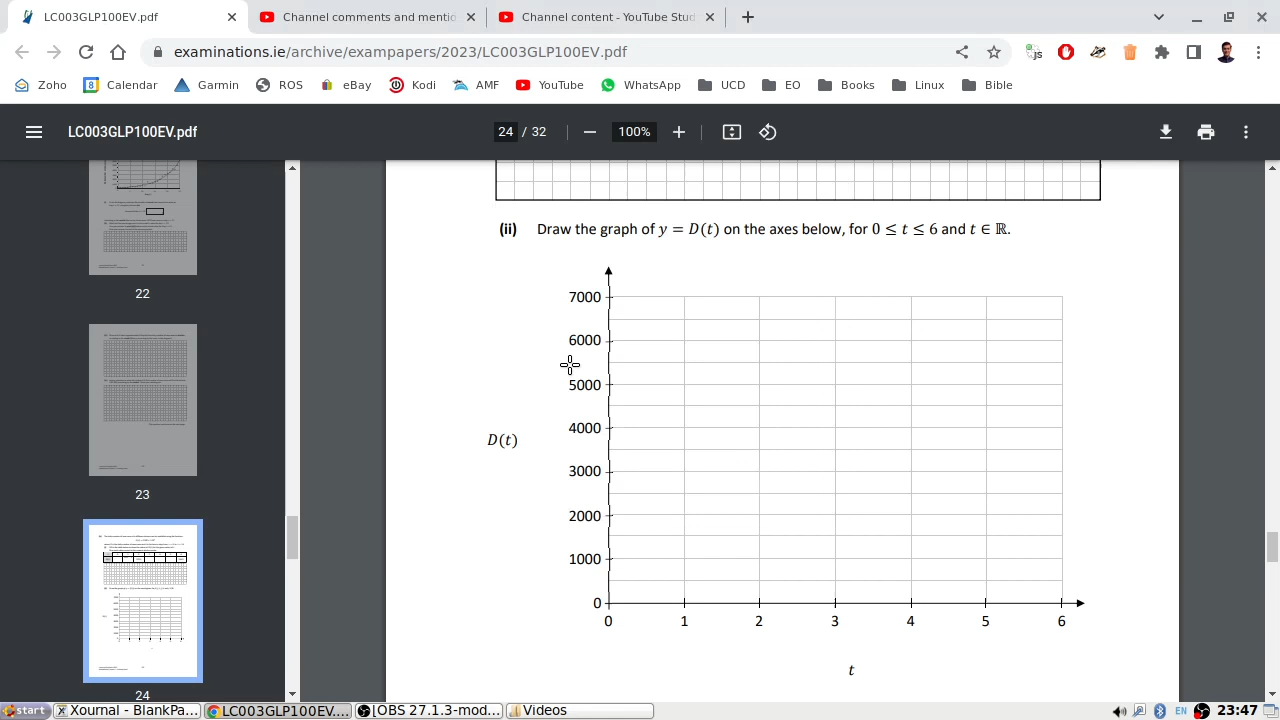 LC003GLP100EV.pdf
Channel comments and mentio
Channel content - YouTube Stud
examinations.ie/archive/exampapers/2023/LC003GLP100EV.pdf
JS
Zoho
8 Calendar
Garmin
ROS
eBay
Kodi
AMF
YouTube
WhatsApp
UCD
EO
Books
Linux
Bible
LC003GLP100EV.pdf
24 / 32
100%
22
23
24
(ii) Draw the graph of y = D(t) on the axes below, for 0 ≤ t ≤ 6 and t ∈ ℝ.
7000
6000
5000
4000
D(t)
3000
2000
1000
0
0 1 2 3 4 5 6
t
start
Xournal - BlankPa...
LC003GLP100EV....
[OBS 27.1.3-mod...
Videos
EN
23:47